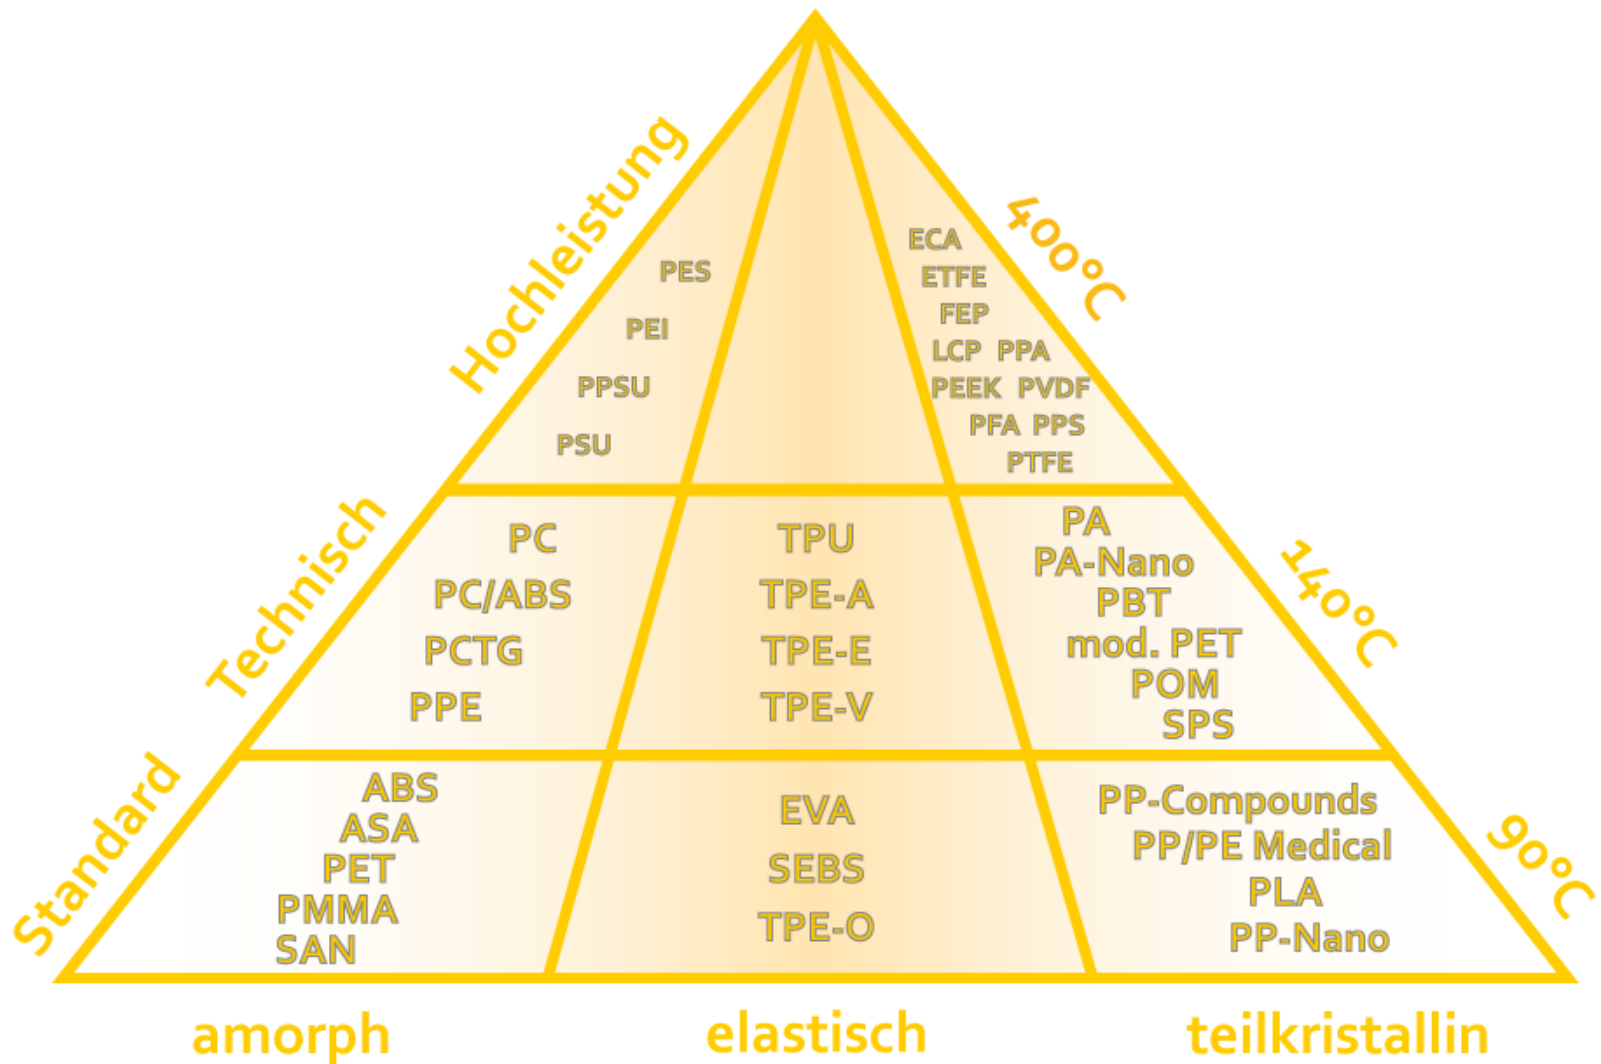 Hochleistung
400°C
PES
PEI
PPSU
PSU
ECA
ETFE
FEP
LCP PPA
PEEK PVDF
PFA PPS
PTFE
Technisch
140°C
PC
PC/ABS
PCTG
PPE
TPU
TPE-A
TPE-E
TPE-V
PA
PA-Nano
PBT
mod. PET
POM
SPS
Standard
90°C
ABS
ASA
PET
PMMA
SAN
EVA
SEBS
TPE-O
PP-Compounds
PP/PE Medical
PLA
PP-Nano
amorph
elastisch
teilkristallin